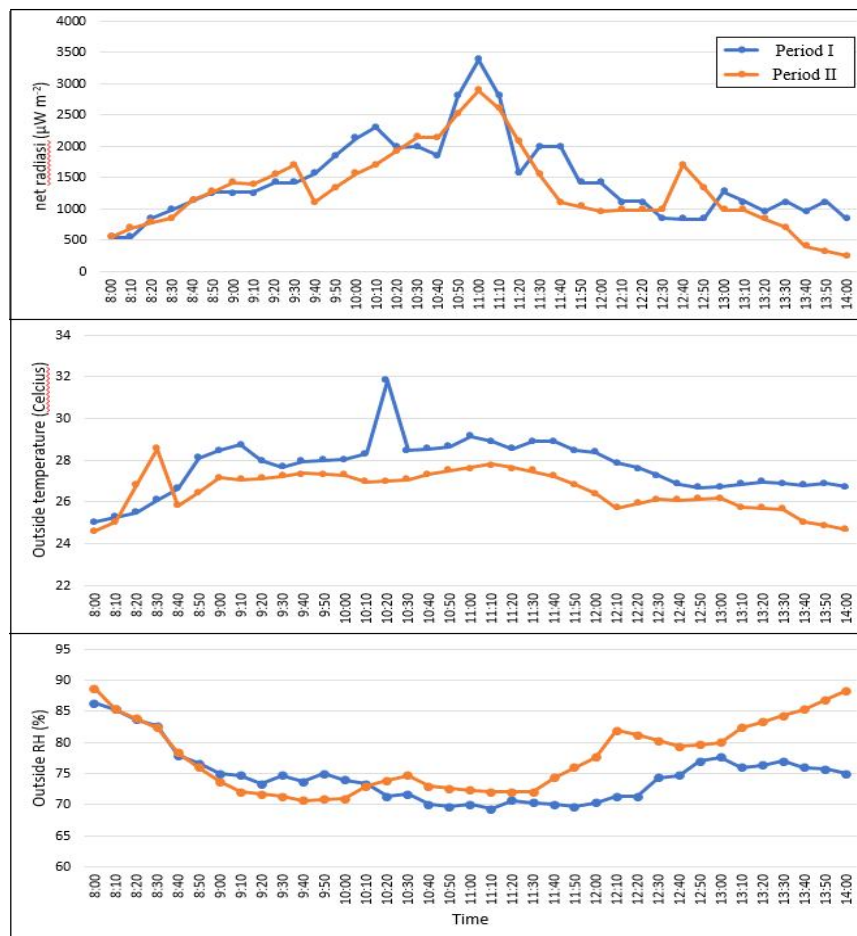 4000
3500
3000
2500
2000
1500
1000
500
0
net radiasi (µW m-2)
Period I
Period II
8:00 8:10 8:20 8:30 8:40 8:50 9:00 9:10 9:20 9:30 9:40 9:50 10:00 10:10 10:20 10:30 10:40 10:50 11:00 11:10 11:20 11:30 11:40 11:50 12:00 12:10 12:20 12:30 12:40 12:50 13:00 13:10 13:20 13:30 13:40 13:50 14:00
34
32
30
28
26
24
22
Outside temperature (Celcius)
8:00 8:10 8:20 8:30 8:40 8:50 9:00 9:10 9:20 9:30 9:40 9:50 10:00 10:10 10:20 10:30 10:40 10:50 11:00 11:10 11:20 11:30 11:40 11:50 12:00 12:10 12:20 12:30 12:40 12:50 13:00 13:10 13:20 13:30 13:40 13:50 14:00
95
90
85
80
75
70
65
60
Outside RH (%)
8:00 8:10 8:20 8:30 8:40 8:50 9:00 9:10 9:20 9:30 9:40 9:50 10:00 10:10 10:20 10:30 10:40 10:50 11:00 11:10 11:20 11:30 11:40 11:50 12:00 12:10 12:20 12:30 12:40 12:50 13:00 13:10 13:20 13:30 13:40 13:50 14:00
Time